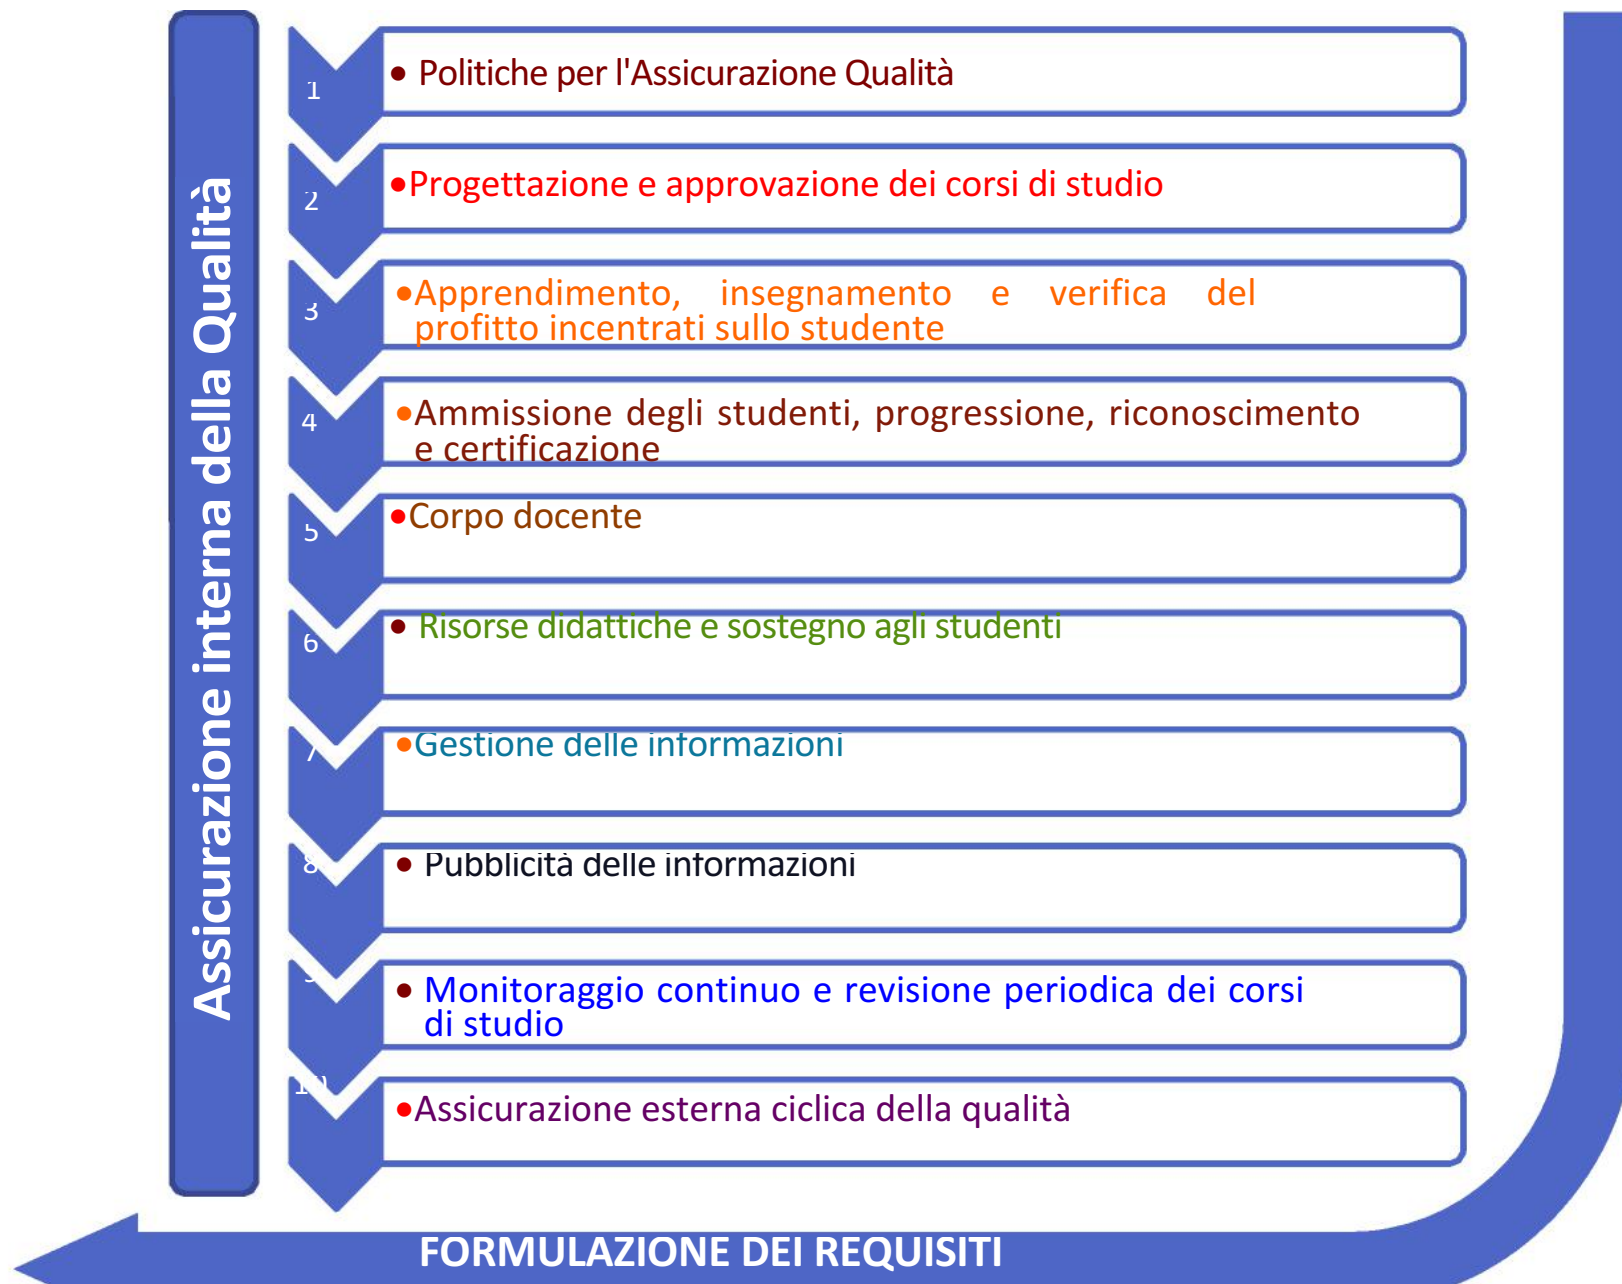 Assicurazione interna della Qualità
1
• Politiche per l'Assicurazione Qualità
2
•Progettazione e approvazione dei corsi di studio
3
•Apprendimento, insegnamento e verifica del
profitto incentrati sullo studente
4
•Ammissione degli studenti, progressione, riconoscimento
e certificazione
5
•Corpo docente
6
• Risorse didattiche e sostegno agli studenti
7
•Gestione delle informazioni
8
• Pubblicità delle informazioni
• Monitoraggio continuo e revisione periodica dei corsi
di studio
10
•Assicurazione esterna ciclica della qualità
FORMULAZIONE DEI REQUISITI